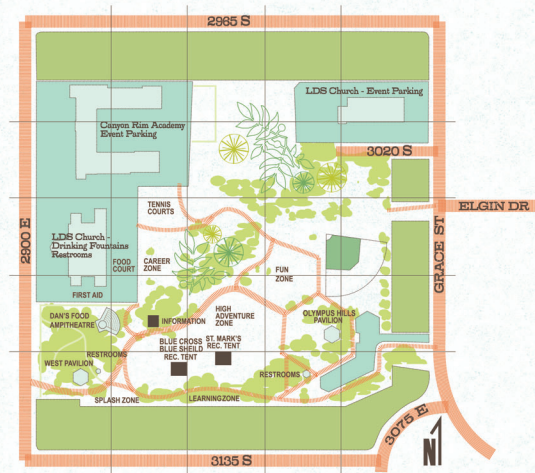 2965 S
LDS Church - Event Parking
Canyon Rim Academy
Event Parking
3020 S
ELGIN DR
TENNIS
COURTS
2900 E
GRACE ST
LDS Church -
Drinking Fountains
Restrooms
FOOD
COURT
CAREER
ZONE
FUN
ZONE
FIRST AID
DAN'S FOOD
AMPITHEATRE
INFORMATION
HIGH
ADVENTURE
ZONE
OLYMPUS HILLS
PAVILION
BLUE CROSS
BLUE SHEILD
REC. TENT
ST. MARK'S
REC. TENT
RESTROOMS
WEST PAVILION
RESTROOMS
SPLASH ZONE
LEARNINGZONE
3075 E
N
3135 S